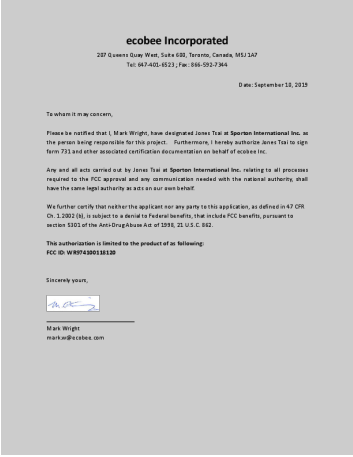 ecobee Incorporated
207 Queens Quay West, Suite 600, Toronto, Canada, M5J 1A7
Tel: 647-401-6523 ; Fax: 866-592-7344
Date: September 10, 2019
To whom it may concern,
Please be notified that I, Mark Wright, have designated Jones Tsai at Sporton International Inc. as
the person being responsible for this project. Furthermore, I hereby authorize Jones Tsai to sign
form 731 and other associated certification documentation on behalf of ecobee Inc.
Any and all acts carried out by Jones Tsai at Sporton International Inc. relating to all processes
required to the FCC approval and any communication needed with the national authority, shall
have the same legal authority as acts on our own behalf.
We further certify that neither the applicant nor any party to this application, as defined in 47 CFR
Ch. 1.2002 (b), is subject to a denial to Federal benefits, that include FCC benefits, pursuant to
section 5301 of the Anti-Drug Abuse Act of 1998, 21 U.S.C. 862.
This authorization is limited to the product of as following:
FCC ID: WR974100118120
Sincerely yours,
Mark Wright
mark.w@ecobee.com